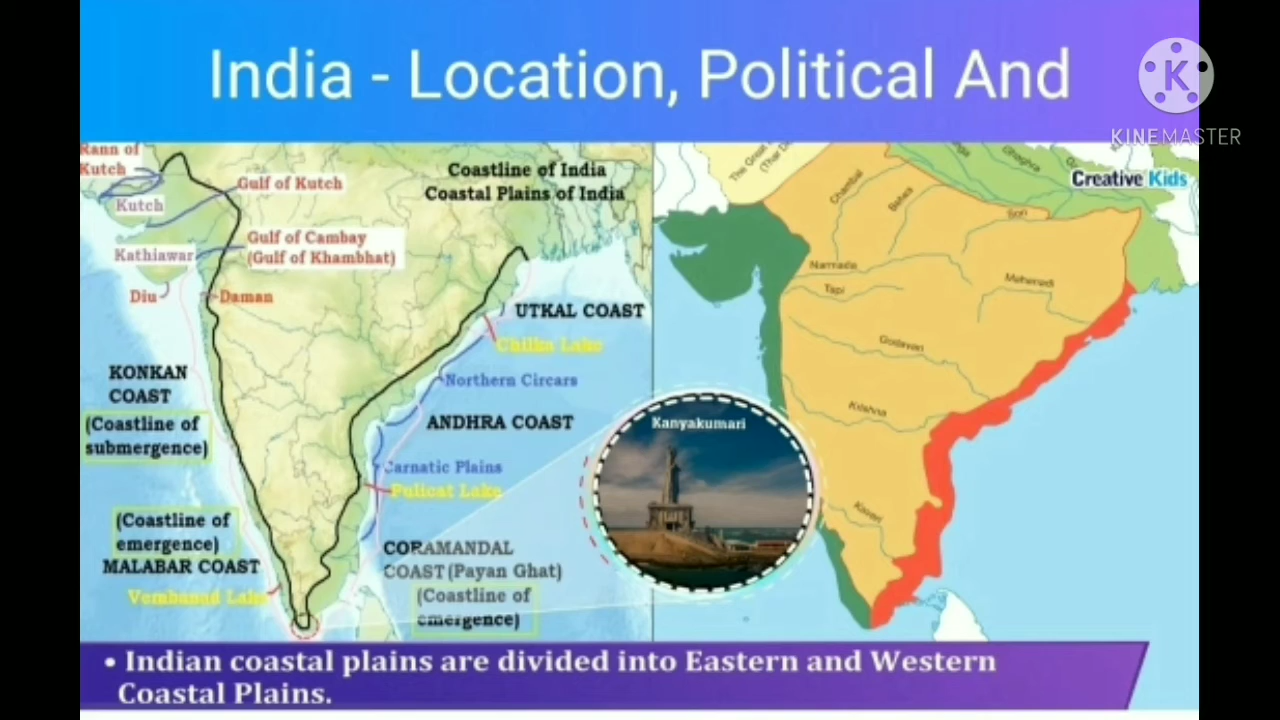 India - Location, Political And
KINEMASTER
Rann of
Kutch
Kutch
Gulf of Kutch
Coastline of India
Coastal Plains of India
Kathiawar
Gulf of Cambay
(Gulf of Khambhat)
Diu
Daman
UTKAL COAST
Chilka Lake
KONKAN
COAST
(Coastline of
submergence)
Northern Circars
ANDHRA COAST
Carnatic Plains
Pulicat Lake
(Coastline of
emergence)
MALABAR COAST
Vembanad Lake
CORAMANDAL
COAST (Payan Ghat)
(Coastline of
emergence)
Creative Kids
The Great
Chambal
Betwa
Ghaghra
Son
Narmada
Tapi
Mahanadi
Godavari
Krishna
Kaveri
Kanyakumari
• Indian coastal plains are divided into Eastern and Western
Coastal Plains.